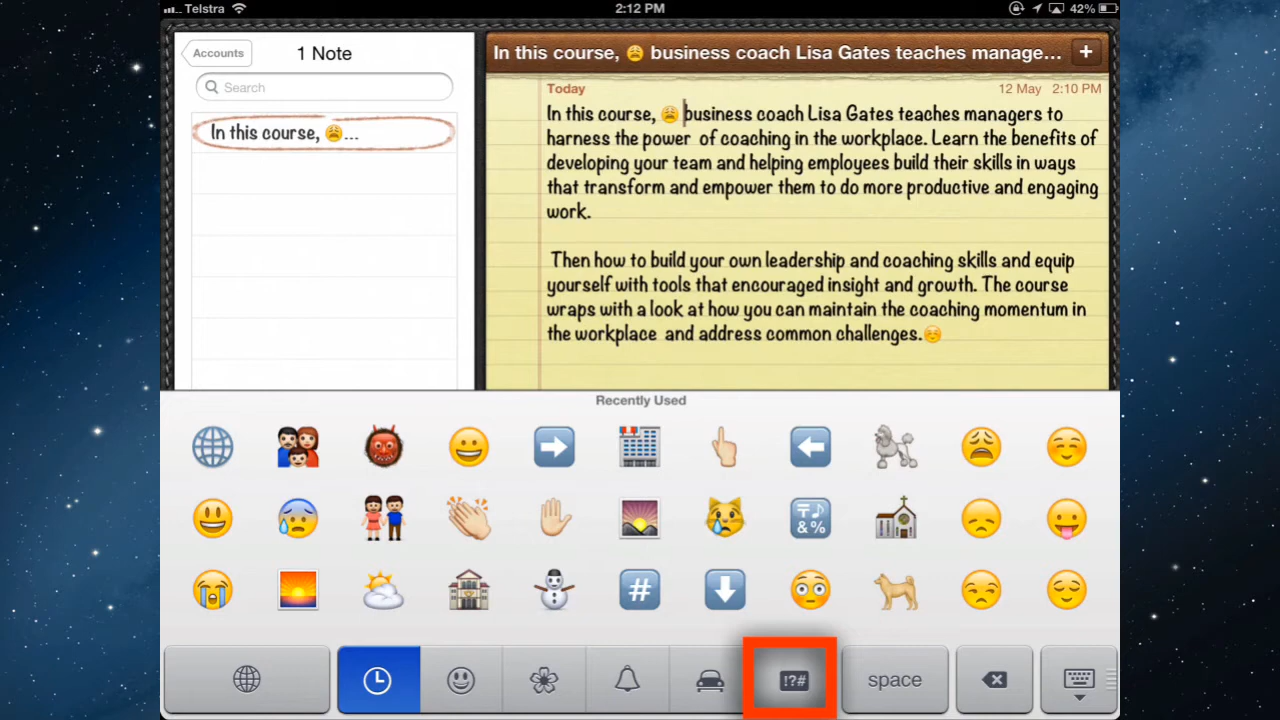 Telstra
2:12 PM
42%
Accounts
1 Note
Search
In this course, 😩...
In this course, 😩 business coach Lisa Gates teaches manage...
+
Today
12 May 2:10 PM
In this course, 😩 business coach Lisa Gates teaches managers to
harness the power of coaching in the workplace. Learn the benefits of
developing your team and helping employees build their skills in ways
that transform and empower them to do more productive and engaging
work.
Then how to build your own leadership and coaching skills and equip
yourself with tools that encouraged insight and growth. The course
wraps with a look at how you can maintain the coaching momentum in
the workplace and address common challenges.☺️
Recently Used
&%
#
!?#
space